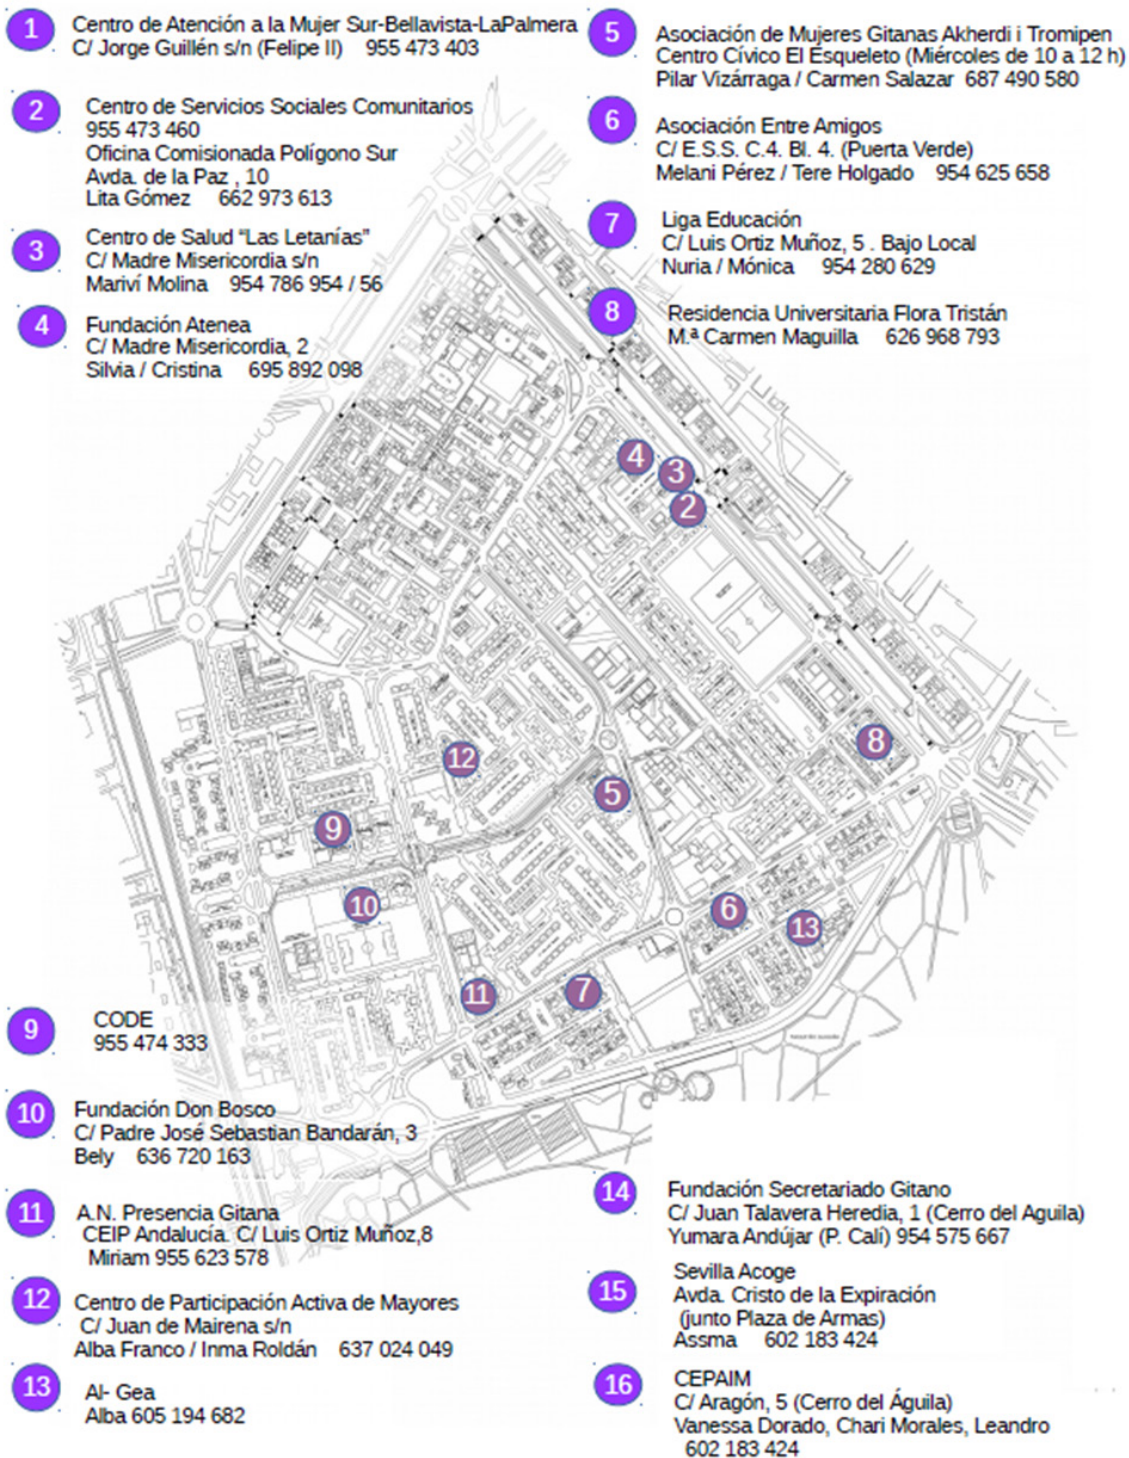 1
Centro de Atención a la Mujer Sur-Bellavista-LaPalmera
C/ Jorge Guillén s/n (Felipe II) 955 473 403
2
Centro de Servicios Sociales Comunitarios
955 473 460
Oficina Comisionada Polígono Sur
Avda. de la Paz , 10
Lita Gómez 662 973 613
3
Centro de Salud “Las Letanías”
C/ Madre Misericordia s/n
Mariví Molina 954 786 954 / 56
4
Fundación Atenea
C/ Madre Misericordia, 2
Silvia / Cristina 695 892 098
5
Asociación de Mujeres Gitanas Akherdi i Tromipen
Centro Cívico El Esqueleto (Miércoles de 10 a 12 h)
Pilar Vizárraga / Carmen Salazar 687 490 580
6
Asociación Entre Amigos
C/ E.S.S. C.4. Bl. 4. (Puerta Verde)
Melani Pérez / Tere Holgado 954 625 658
7
Liga Educación
C/ Luis Ortiz Muñoz, 5 . Bajo Local
Nuria / Mónica 954 280 629
8
Residencia Universitaria Flora Tristán
M.ª Carmen Maguilla 626 968 793
4
3
2
8
12
5
9
10
6
13
11
7
9
CODE
955 474 333
10
Fundación Don Bosco
C/ Padre José Sebastian Bandarán, 3
Bely 636 720 163
11
A.N. Presencia Gitana
CEIP Andalucía. C/ Luis Ortiz Muñoz,8
Miriam 955 623 578
12
Centro de Participación Activa de Mayores
C/ Juan de Mairena s/n
Alba Franco / Inma Roldán 637 024 049
13
Al- Gea
Alba 605 194 682
14
Fundación Secretariado Gitano
C/ Juan Talavera Heredia, 1 (Cerro del Aguila)
Yumara Andújar (P. Calí) 954 575 667
15
Sevilla Acoge
Avda. Cristo de la Expiración
(junto Plaza de Armas)
Assma 602 183 424
16
CEPAIM
C/ Aragón, 5 (Cerro del Águila)
Vanessa Dorado, Chari Morales, Leandro
602 183 424